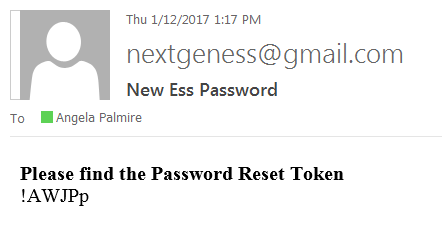 Thu 1/12/2017 1:17 PM
nextgeness@gmail.com
New Ess Password
To Angela Palmire
Please find the Password Reset Token
!AWJPp